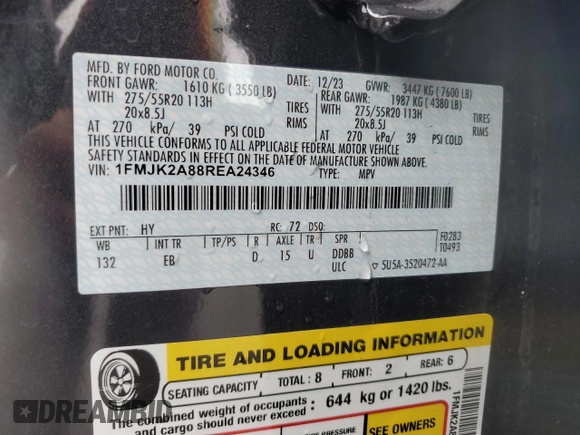 MFD. BY FORD MOTOR CO.
DATE: 12/23 GVWR: 3447 KG ( 7600 LB)
FRONT GAWR: 1610 KG ( 3550 LB)
REAR GAWR: 1987 KG ( 4380 LB)
WITH 275/55R20 113H TIRES
WITH 275/55R20 113H TIRES
20x8.5J RIMS
20x8.5J RIMS
AT 270 kPa/ 39 PSI COLD
AT 270 kPa/ 39 PSI COLD
THIS VEHICLE CONFORMS TO ALL APPLICABLE FEDERAL MOTOR VEHICLE
SAFETY STANDARDS IN EFFECT ON THE DATE OF MANUFACTURE SHOWN ABOVE.
VIN: 1FMJK2A88REA24346 TYPE: MPV
EXT PNT: HY RC: 72 DSO:
WB INT TR TP/PS R AXLE TR SPR
132 EB D 15 U DDBB
ULC
F0283
T0493
5U5A-3520472-AA
TIRE AND LOADING INFORMATION
SEATING CAPACITY TOTAL: 8 FRONT: 2 REAR: 6
The combined weight of occupants
and cargo should never exceed : 644 kg or 1420 lbs.
SEE OWNERS
1FMJK2A8
DREAMBID